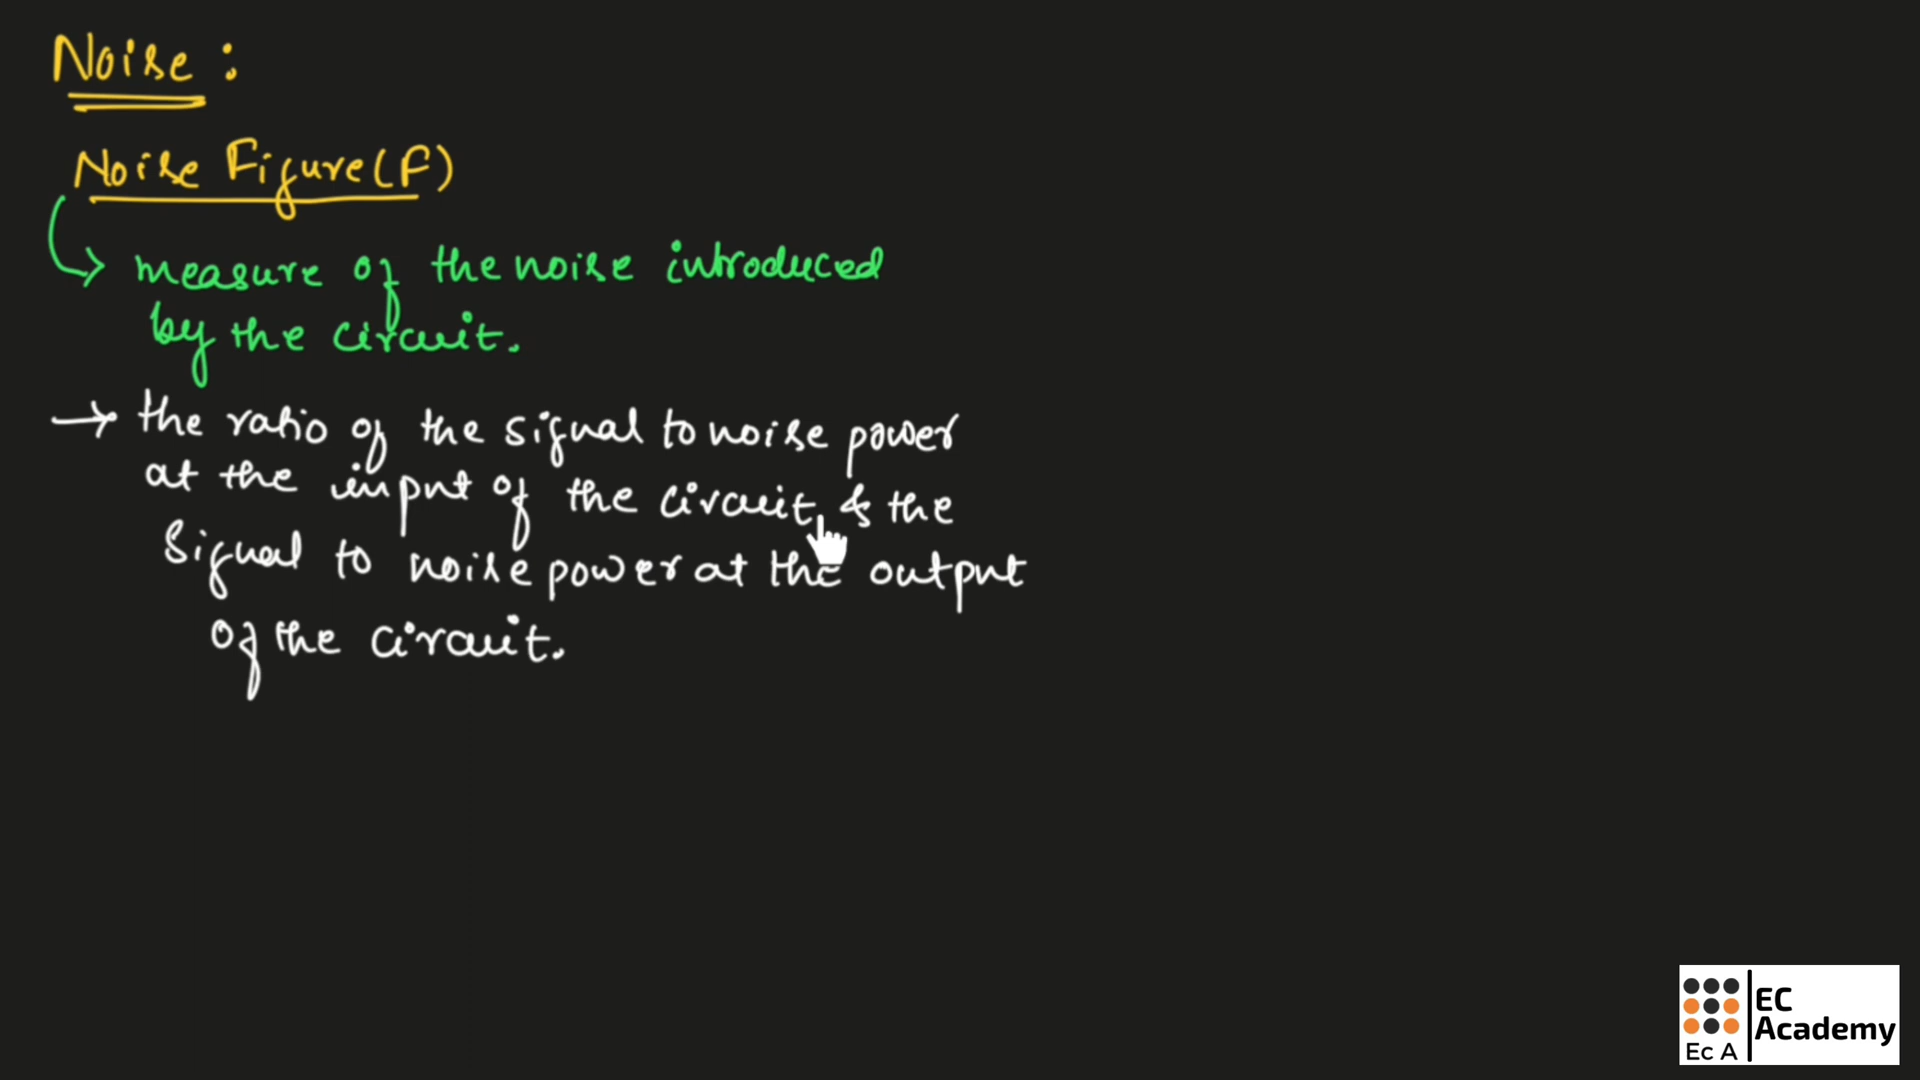 Noise :
Noise Figure (F)
measure of the noise introduced
by the circuit.
→ the ratio of the signal to noise power
at the input of the circuit & the
Signal to noise power at the output
of the circuit.
EC
Academy
Ec A